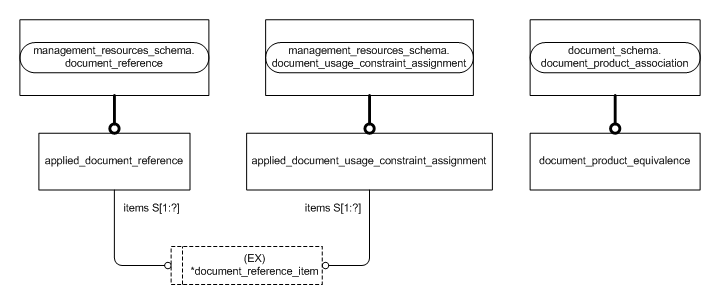 management_resources_schema.
document_reference
management_resources_schema.
document_usage_constraint_assignment
document_schema.
document_product_association
applied_document_reference
applied_document_usage_constraint_assignment
document_product_equivalence
items S[1:?]
items S[1:?]
(EX)
*document_reference_item